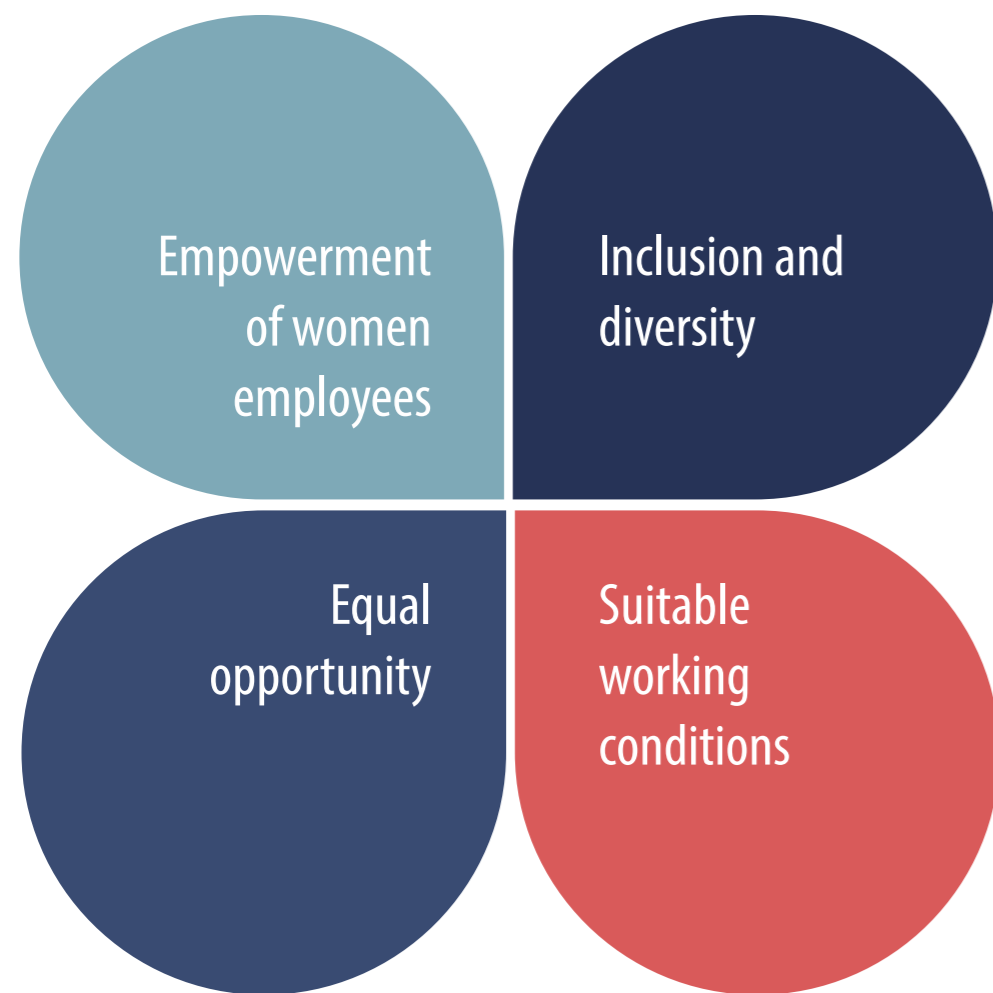 Empowerment
of women
employees
Inclusion and
diversity
Equal
opportunity
Suitable
working
conditions